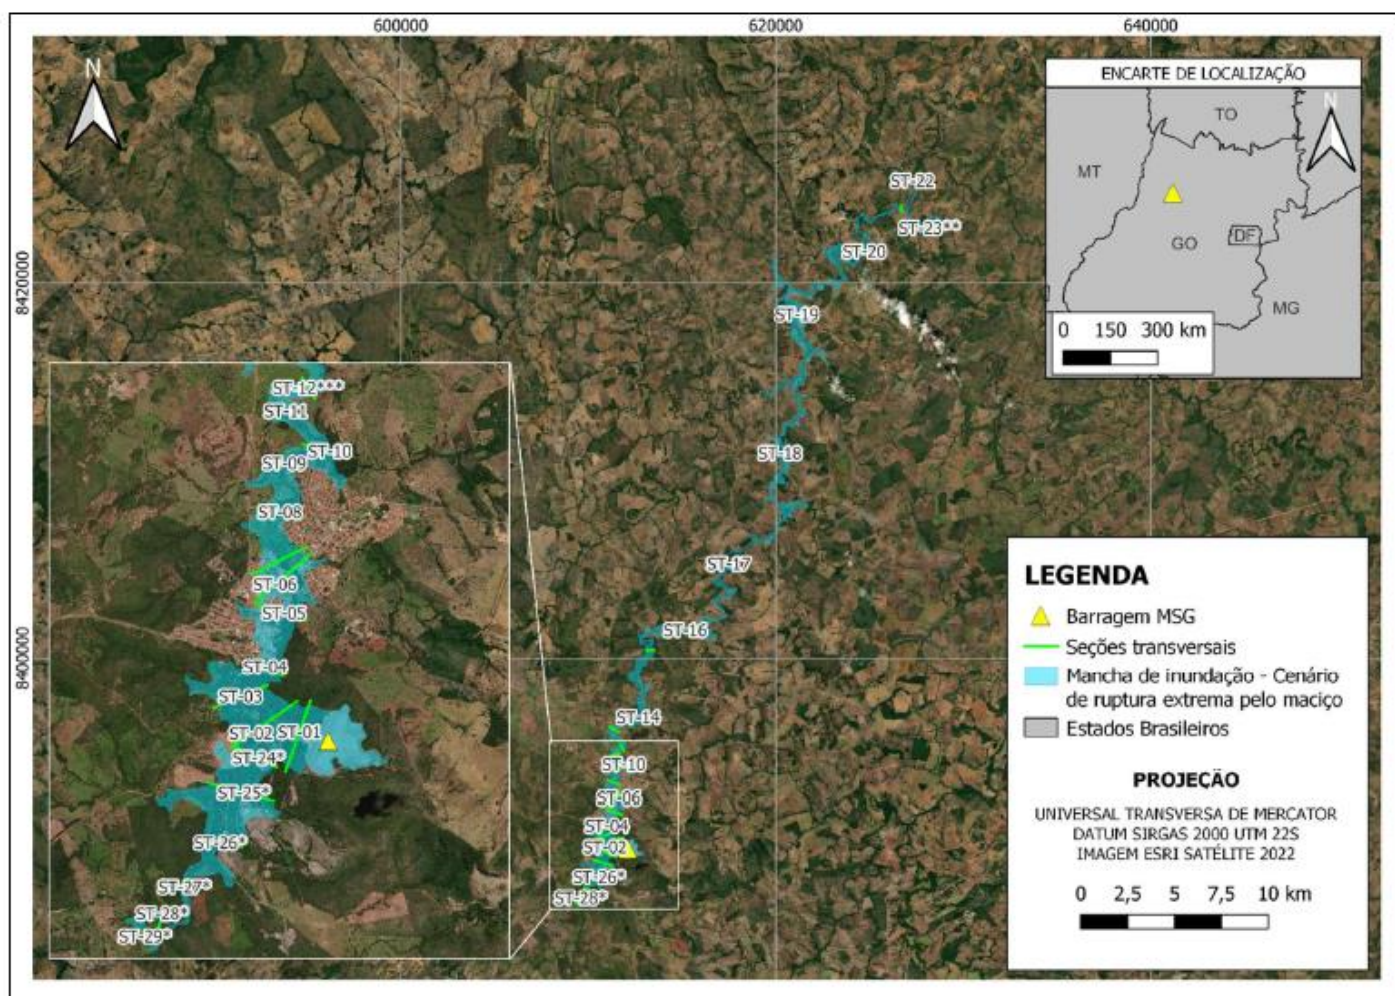 600000
620000
640000
N
8420000
8400000
ST-22
ST-23**
ST-20
ST-19
ST-18
ST-17
ST-16
ST-14
ST-10
ST-06
ST-04
ST-02
ST-26*
ST-28*
ST-12***
ST-11
ST-10
ST-09
ST-08
ST-06
ST-05
ST-04
ST-03
ST-02
ST-01
ST-24*
ST-25*
ST-26*
ST-27*
ST-28*
ST-29*
ENCARTE DE LOCALIZAÇÃO
N
TO
MT
GO
DF
MG
0 150 300 km
LEGENDA
Barragem MSG
Seções transversais
Mancha de inundação - Cenário
de ruptura extrema pelo maciço
Estados Brasileiros
PROJEÇÃO
UNIVERSAL TRANSVERSA DE MERCATOR
DATUM SIRGAS 2000 UTM 22S
IMAGEM ESRI SATÉLITE 2022
0 2,5 5 7,5 10 km